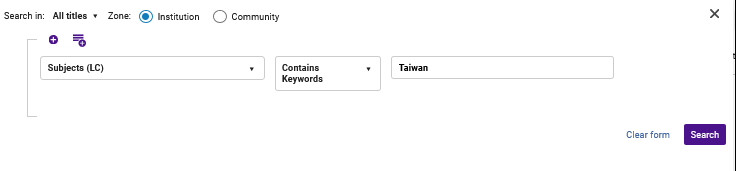 Search in: All titles Zone: Institution Community
Subjects (LC) Contains Keywords Taiwan
Clear form Search